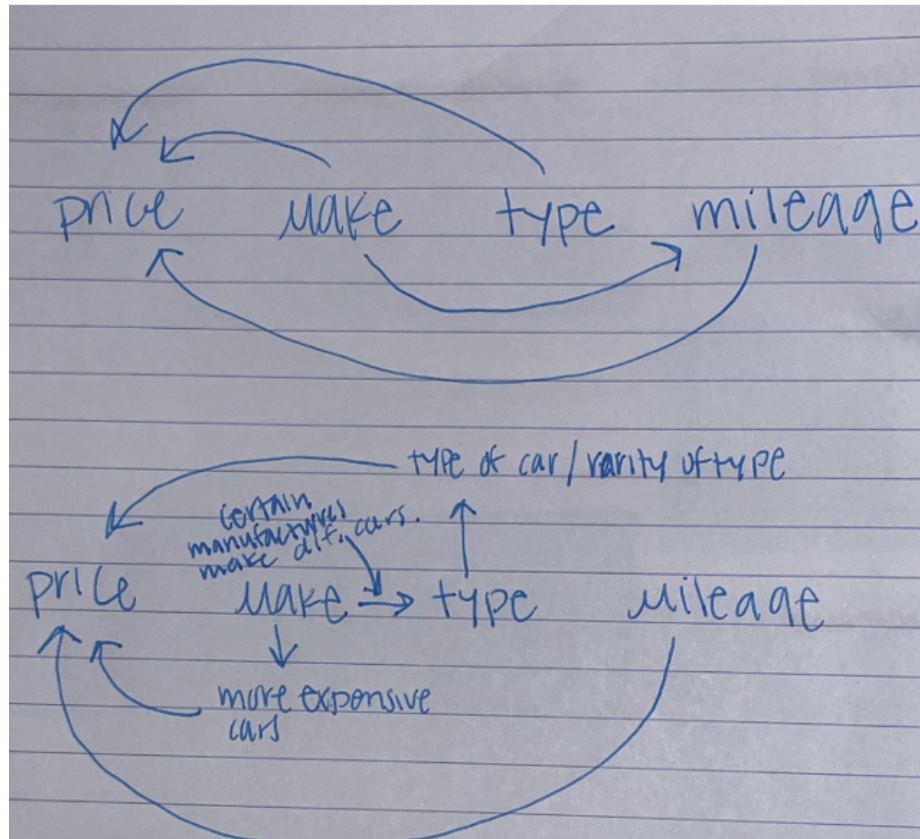 price make type mileage
type of car / rarity of type
certain
manufactures
make dif. cars.
price make type mileage
more expensive
cars